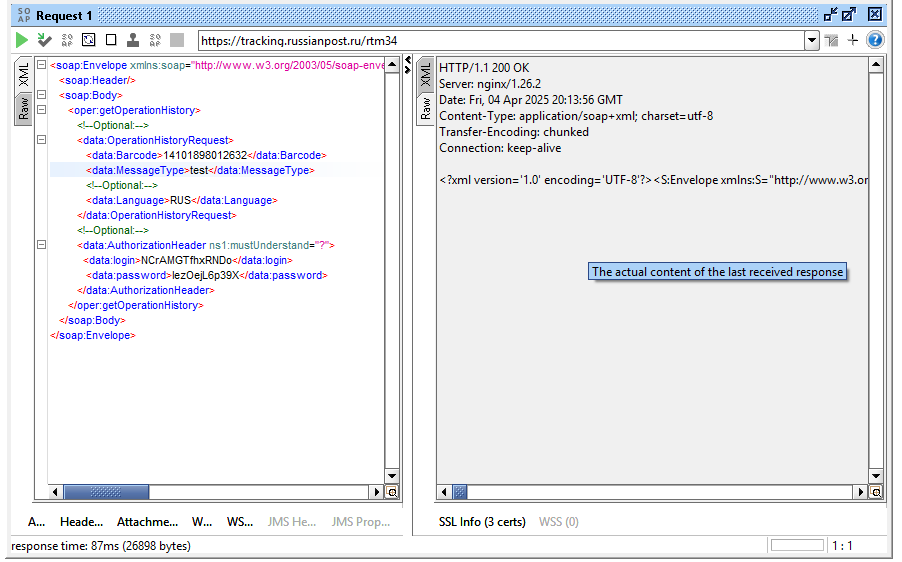 SO AP Request 1
https://tracking.russianpost.ru/rtm34
XML
Raw
<soap:Envelope xmlns:soap="http://www.w3.org/2003/05/soap-enve
<soap:Header/>
<soap:Body>
<oper:getOperationHistory>
<!--Optional:-->
<data:OperationHistoryRequest>
<data:Barcode>14101898012632</data:Barcode>
<data:MessageType>test</data:MessageType>
<!--Optional:-->
<data:Language>RUS</data:Language>
</data:OperationHistoryRequest>
<!--Optional:-->
<data:AuthorizationHeader ns1:mustUnderstand="?">
<data:login>NCrAMGTfhxRNDo</data:login>
<data:password>lezOejL6p39X</data:password>
</data:AuthorizationHeader>
</oper:getOperationHistory>
</soap:Body>
</soap:Envelope>
XML
Raw
HTTP/1.1 200 OK
Server: nginx/1.26.2
Date: Fri, 04 Apr 2025 20:13:56 GMT
Content-Type: application/soap+xml; charset=utf-8
Transfer-Encoding: chunked
Connection: keep-alive
<?xml version='1.0' encoding='UTF-8'?><S:Envelope xmlns:S="http://www.w3.or
The actual content of the last received response
A... Heade... Attachme... W... WS... JMS He... JMS Prop...
SSL Info (3 certs) WSS (0)
response time: 87ms (26898 bytes)
1 : 1